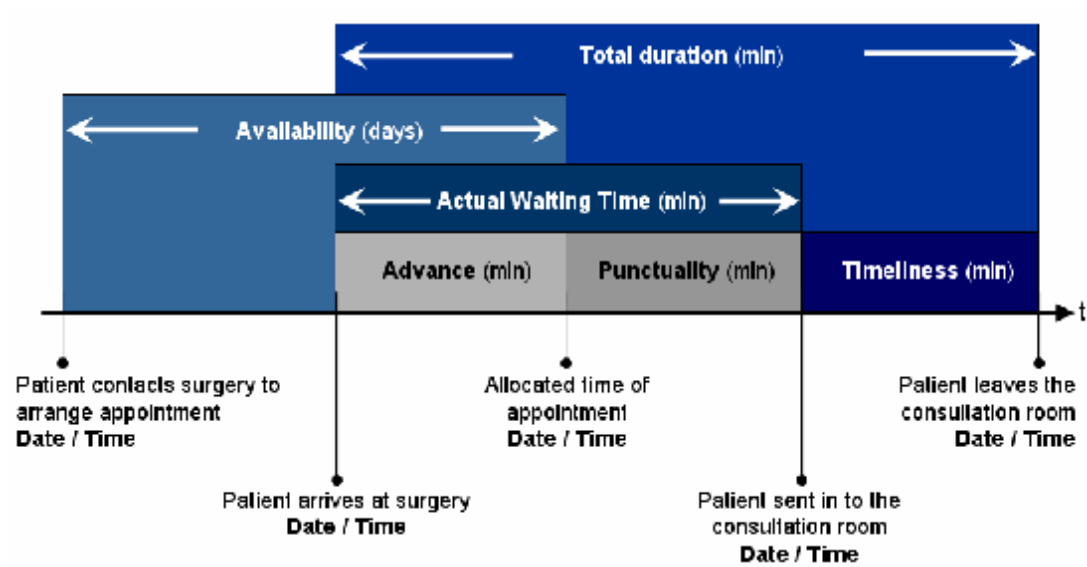 Total duration (min)
Availability (days)
Actual Waiting Time (min)
Advance (min)
Punctuality (min)
Timeliness (min)
t
Patient contacts surgery to
arrange appointment
Date / Time
Allocated time of
appointment
Date / Time
Patient leaves the
consultation room
Date / Time
Patient arrives at surgery
Date / Time
Patient sent in to the
consultation room
Date / Time